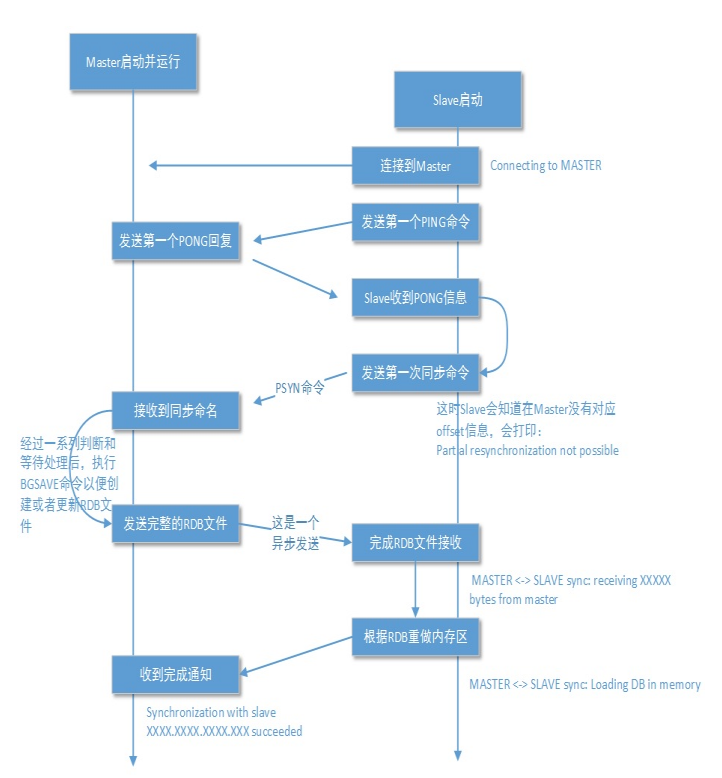 Master启动并运行
Slave启动
连接到Master
Connecting to MASTER
发送第一个PING命令
发送第一个PONG回复
Slave收到PONG信息
发送第一次同步命令
PSYN命令
接收到同步命名
这时Slave会知道在Master没有对应
offset信息，会打印：
Partial resynchronization not possible
经过一系列判断和
等待处理后，执行
BGSAVE命令以便创
建或者更新RDB文
件
发送完整的RDB文件
这是一个
异步发送
完成RDB文件接收
MASTER <-> SLAVE sync: receiving XXXXX
bytes from master
根据RDB重做内存区
收到完成通知
MASTER <-> SLAVE sync: Loading DB in memory
Synchronization with slave
XXXX.XXXX.XXXX.XXX succeeded